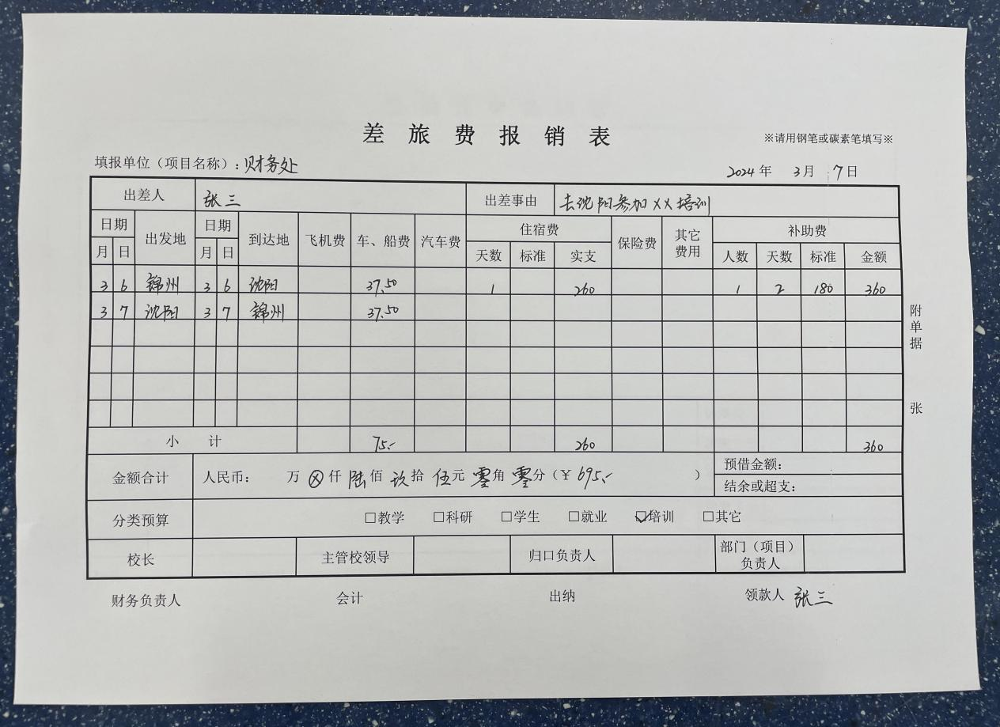 差旅费报销表
※请用钢笔或碳素笔填写※
填报单位（项目名称）：财务处
2024年 3月 7日
出差人 张三 出差事由 去沈阳参加XX培训
日期 出发地 日期 到达地 飞机费 车、船费 汽车费 住宿费 保险费 其它费用 补助费
月 日 月 日 天数 标准 实支 人数 天数 标准 金额
3 6 锦州 3 6 沈阳 37.50 1 260 1 2 180 360
3 7 沈阳 3 7 锦州 37.50
小计 75.- 260 360
附单据 张
金额合计 人民币： 万 ⊗仟 陆佰 玖拾 伍元 零角 零分（¥ 695.- ）
预借金额：
结余或超支：
分类预算 □教学 □科研 □学生 □就业 ☑培训 □其它
校长 主管校领导 归口负责人 部门（项目）负责人
财务负责人 会计 出纳 领款人 张三